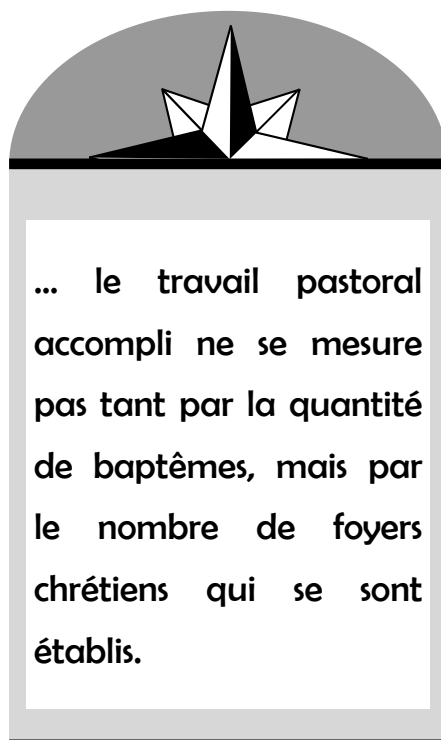 ... le travail pastoral
accompli ne se mesure
pas tant par la quantité
de baptêmes, mais par
le nombre de foyers
chrétiens qui se sont
établis.